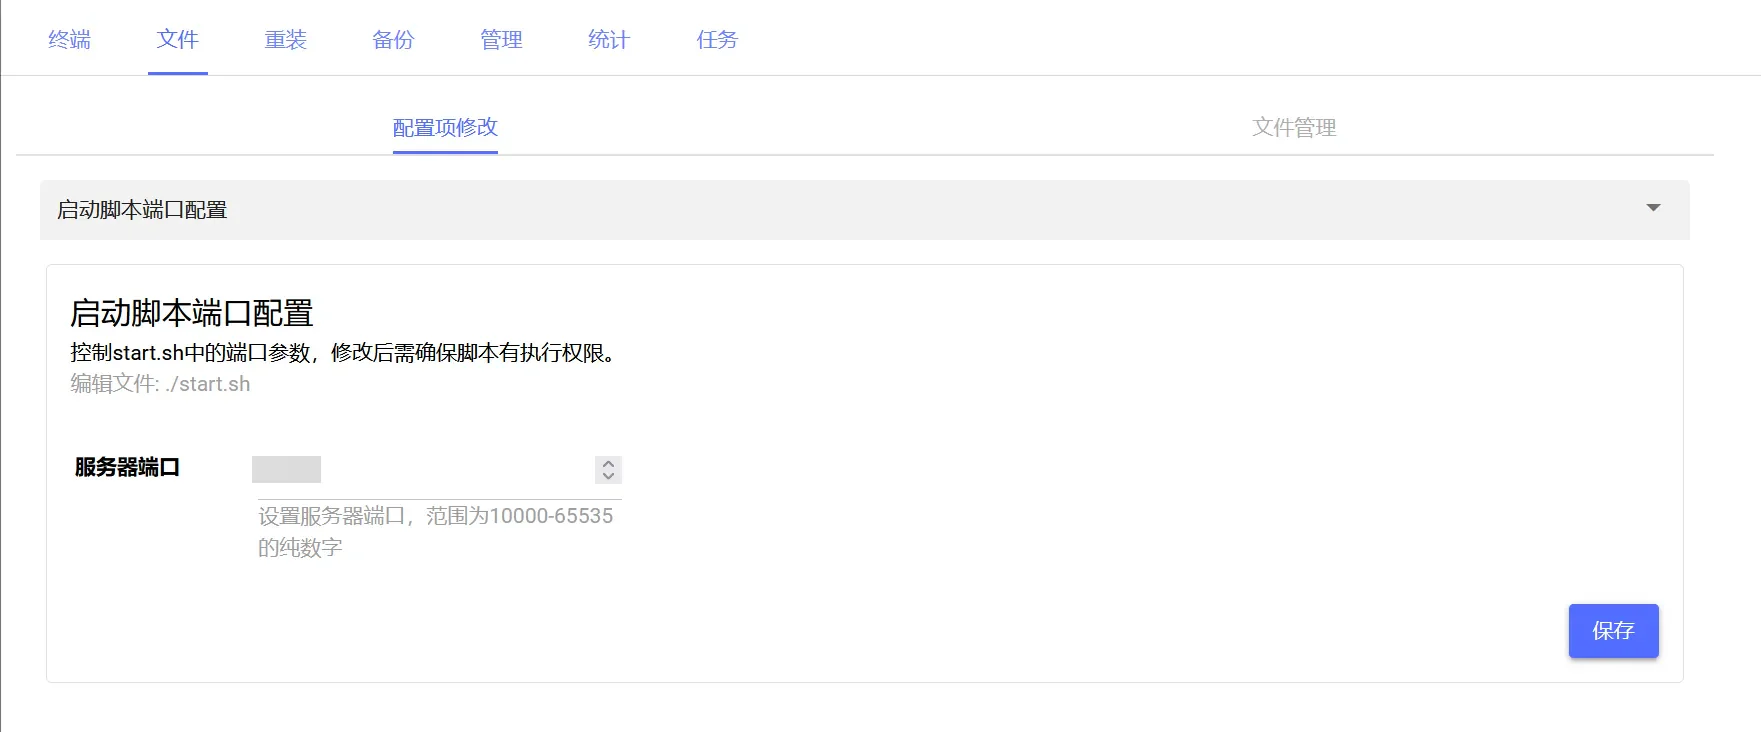 终端 文件 重装 备份 管理 统计 任务
配置项修改 文件管理
启动脚本端口配置
启动脚本端口配置
控制start.sh中的端口参数，修改后需确保脚本有执行权限。
编辑文件: ./start.sh
服务器端口
设置服务器端口，范围为10000-65535
的纯数字
保存